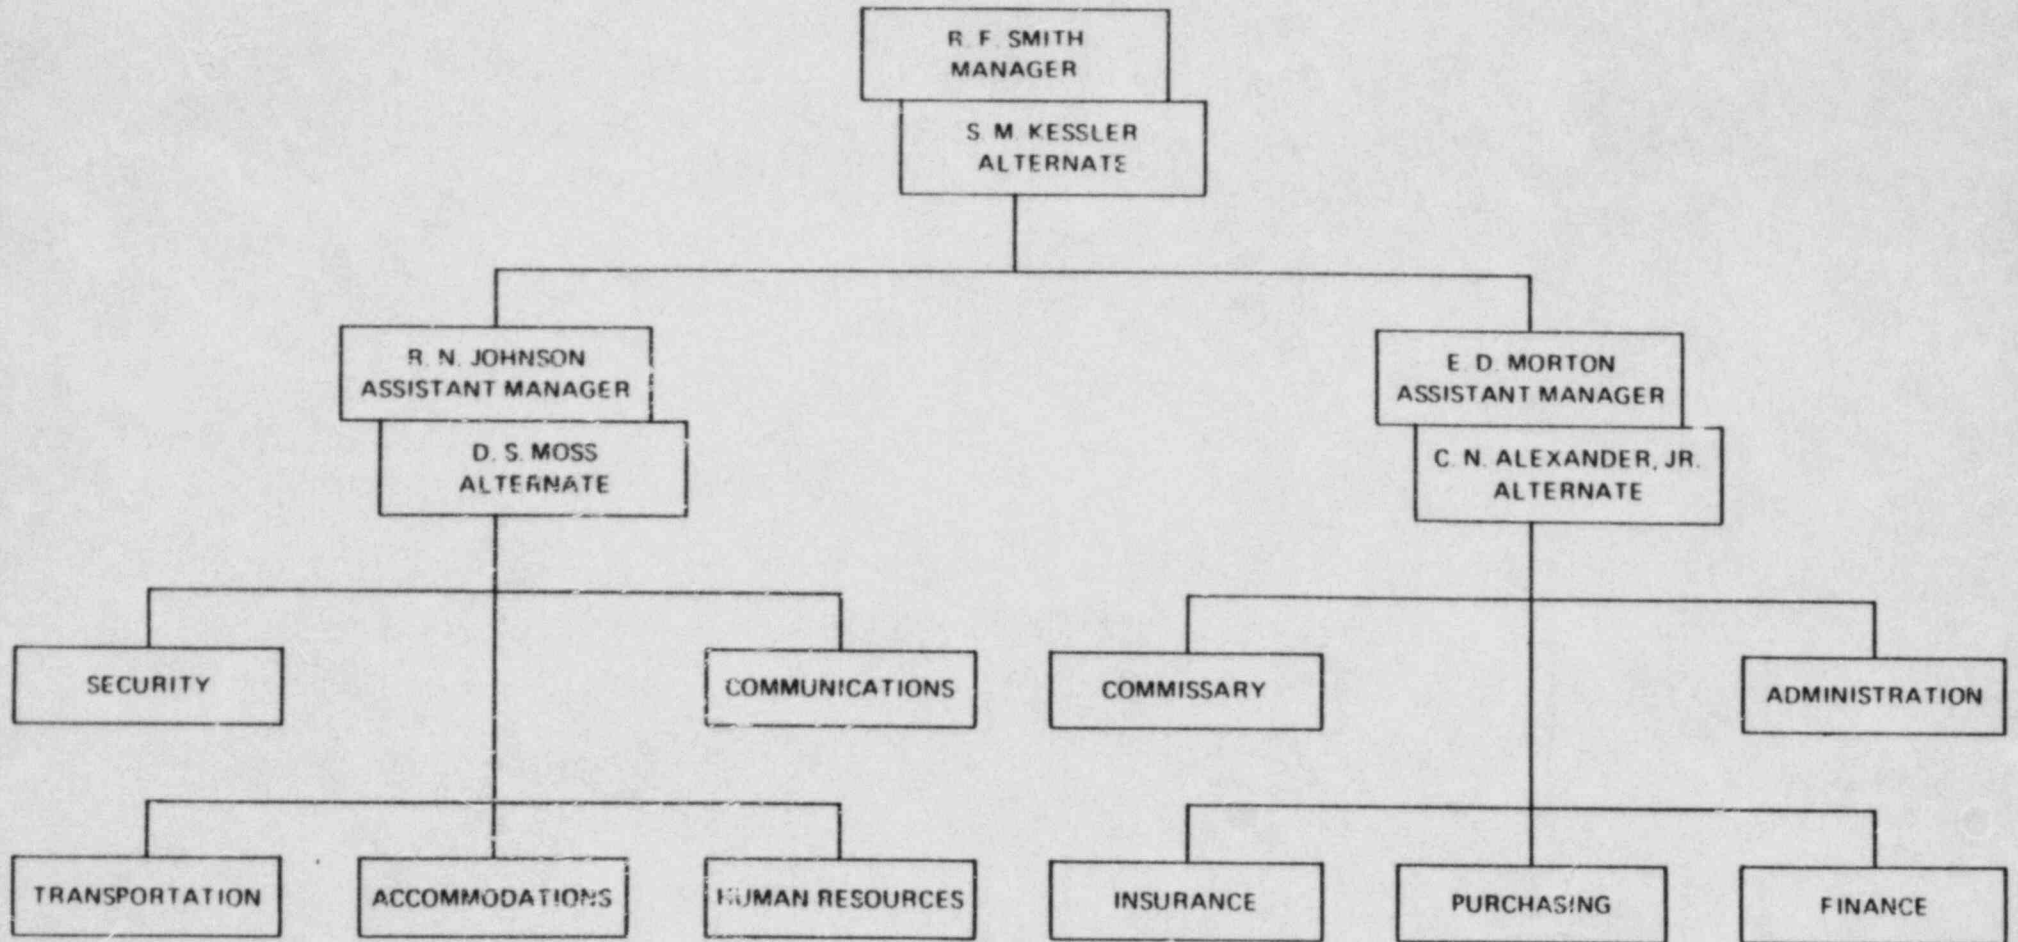 R. F. SMITH
MANAGER
S. M. KESSLER
ALTERNATE
R. N. JOHNSON
ASSISTANT MANAGER
D. S. MOSS
ALTERNATE
E. D. MORTON
ASSISTANT MANAGER
C. N. ALEXANDER, JR.
ALTERNATE
SECURITY
COMMUNICATIONS
COMMISSARY
ADMINISTRATION
TRANSPORTATION
ACCOMMODATIONS
HUMAN RESOURCES
INSURANCE
PURCHASING
FINANCE